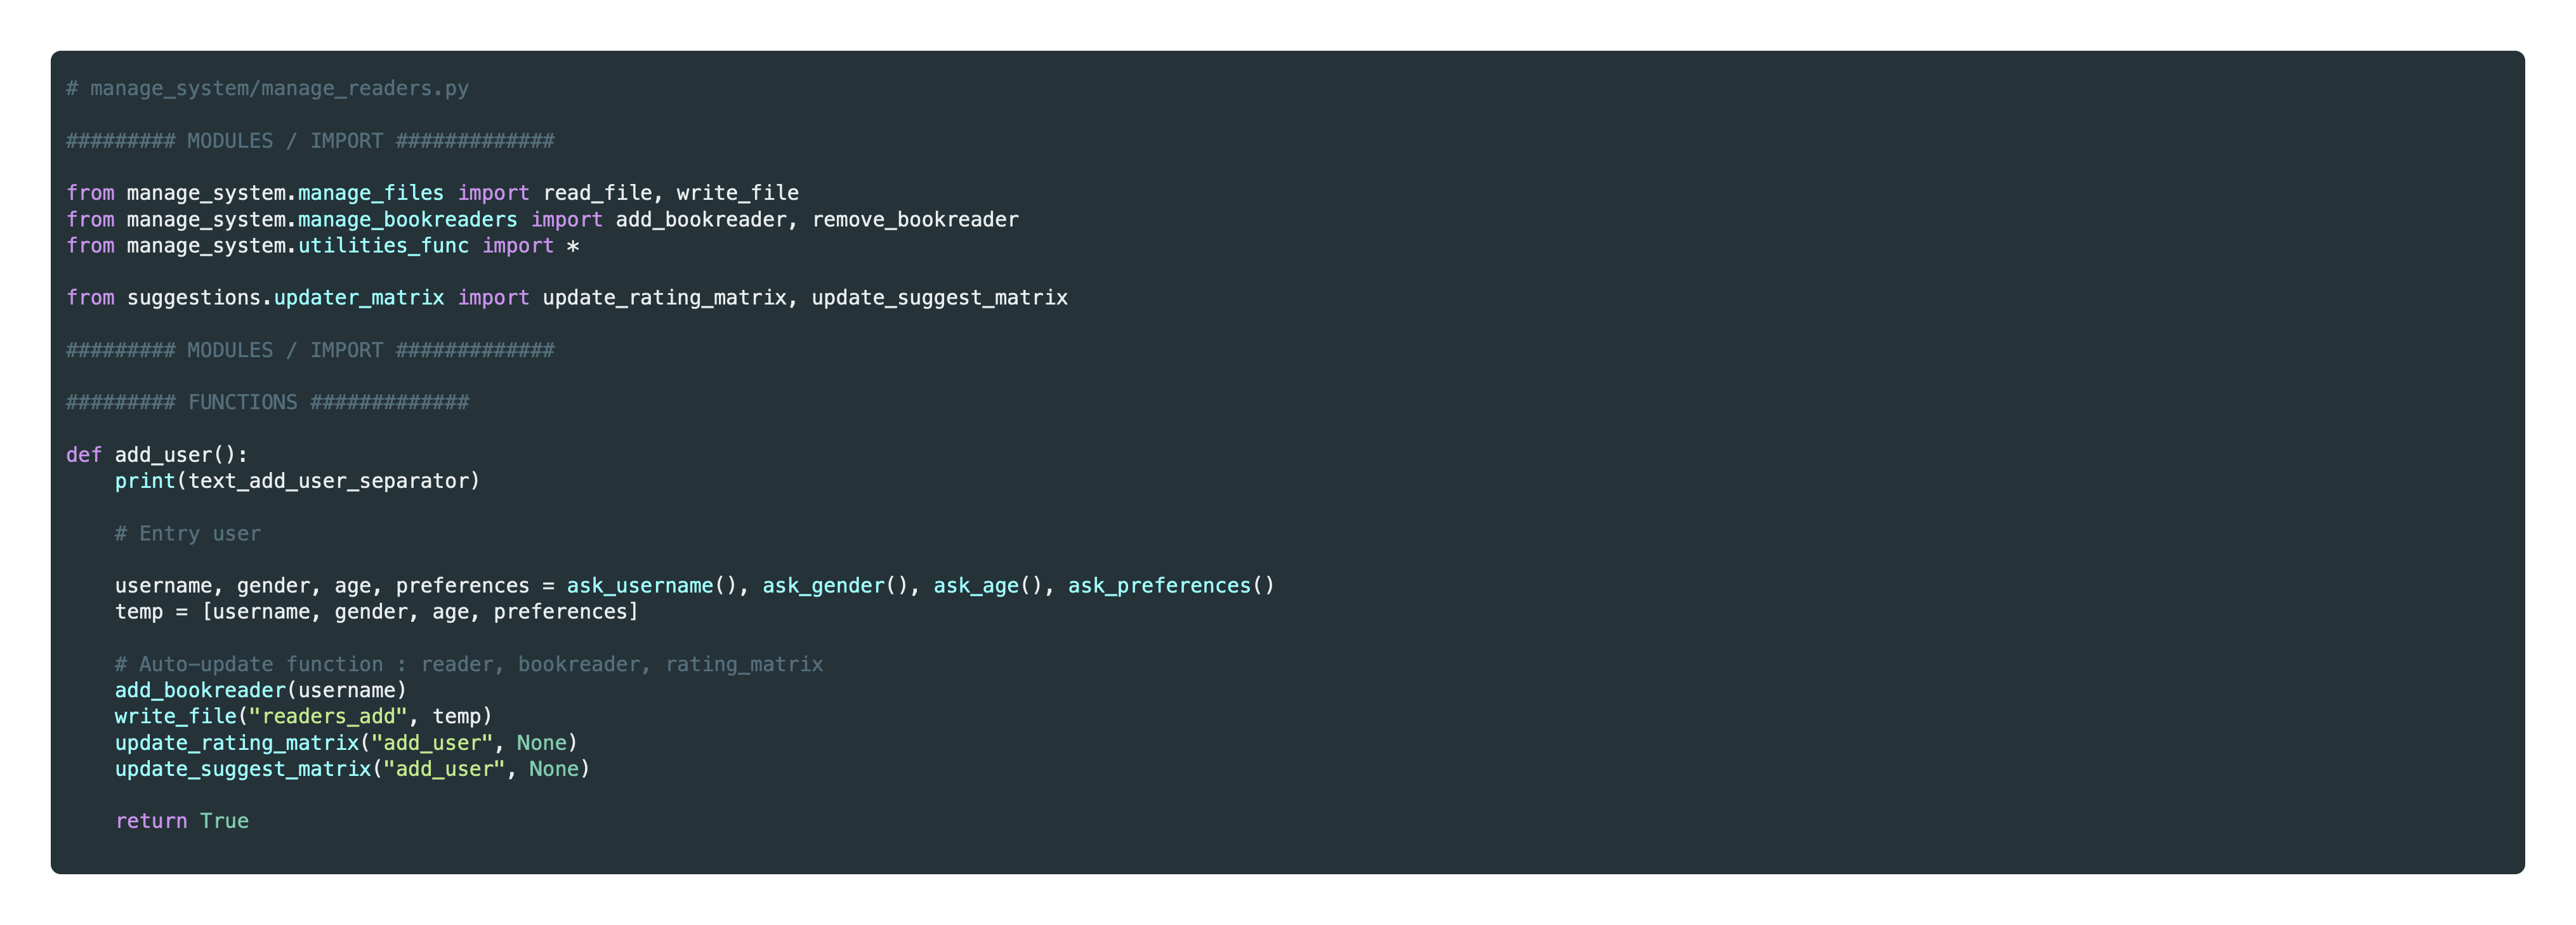 # manage_system/manage_readers.py
######### MODULES / IMPORT #############
from manage_system.manage_files import read_file, write_file
from manage_system.manage_bookreaders import add_bookreader, remove_bookreader
from manage_system.utilities_func import *
from suggestions.updater_matrix import update_rating_matrix, update_suggest_matrix
######### MODULES / IMPORT #############
######### FUNCTIONS #############
def add_user():
    print(text_add_user_separator)
    # Entry user
    username, gender, age, preferences = ask_username(), ask_gender(), ask_age(), ask_preferences()
    temp = [username, gender, age, preferences]
    # Auto-update function : reader, bookreader, rating_matrix
    add_bookreader(username)
    write_file("readers_add", temp)
    update_rating_matrix("add_user", None)
    update_suggest_matrix("add_user", None)
    return True